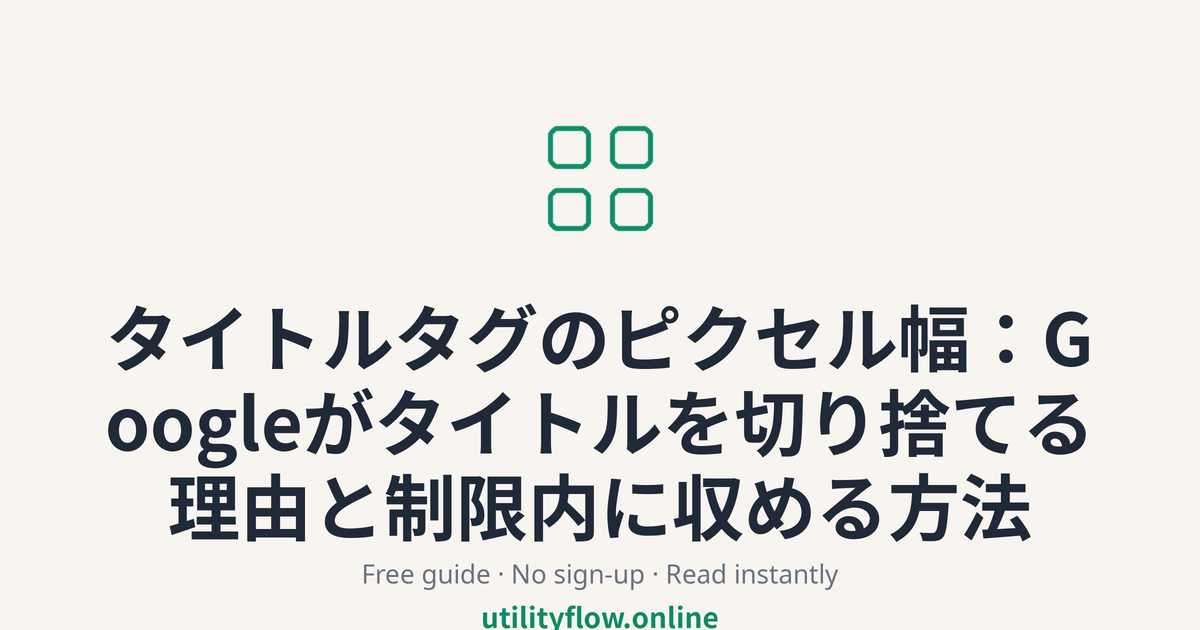 タイトルタグのピクセル幅：G
oogleがタイトルを切り捨てる
理由と制限内に収める方法
Free guide · No sign-up · Read instantly
utilityflow.online